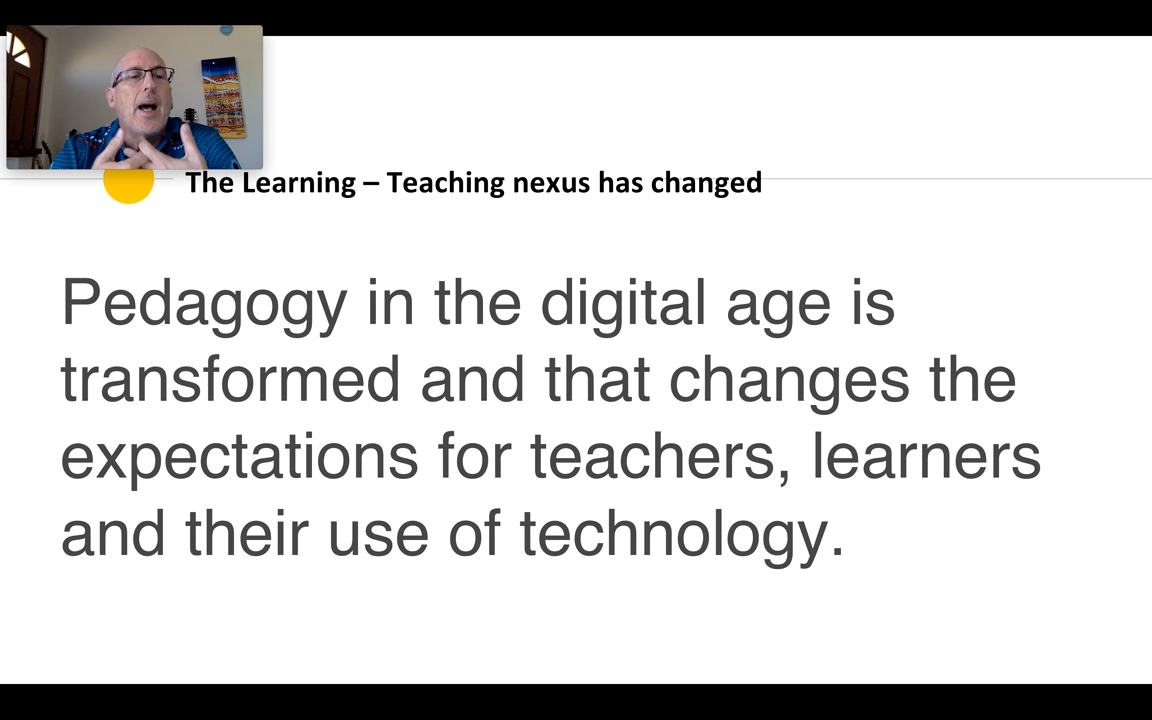 The Learning – Teaching nexus has changed
Pedagogy in the digital age is
transformed and that changes the
expectations for teachers, learners
and their use of technology.